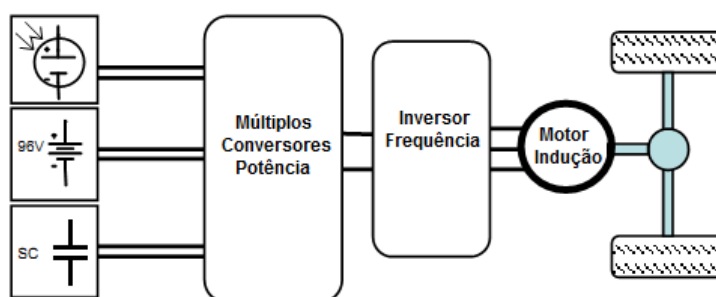 96V
SC
Múltiplos
Conversores
Potência
Inversor
Frequência
Motor
Indução